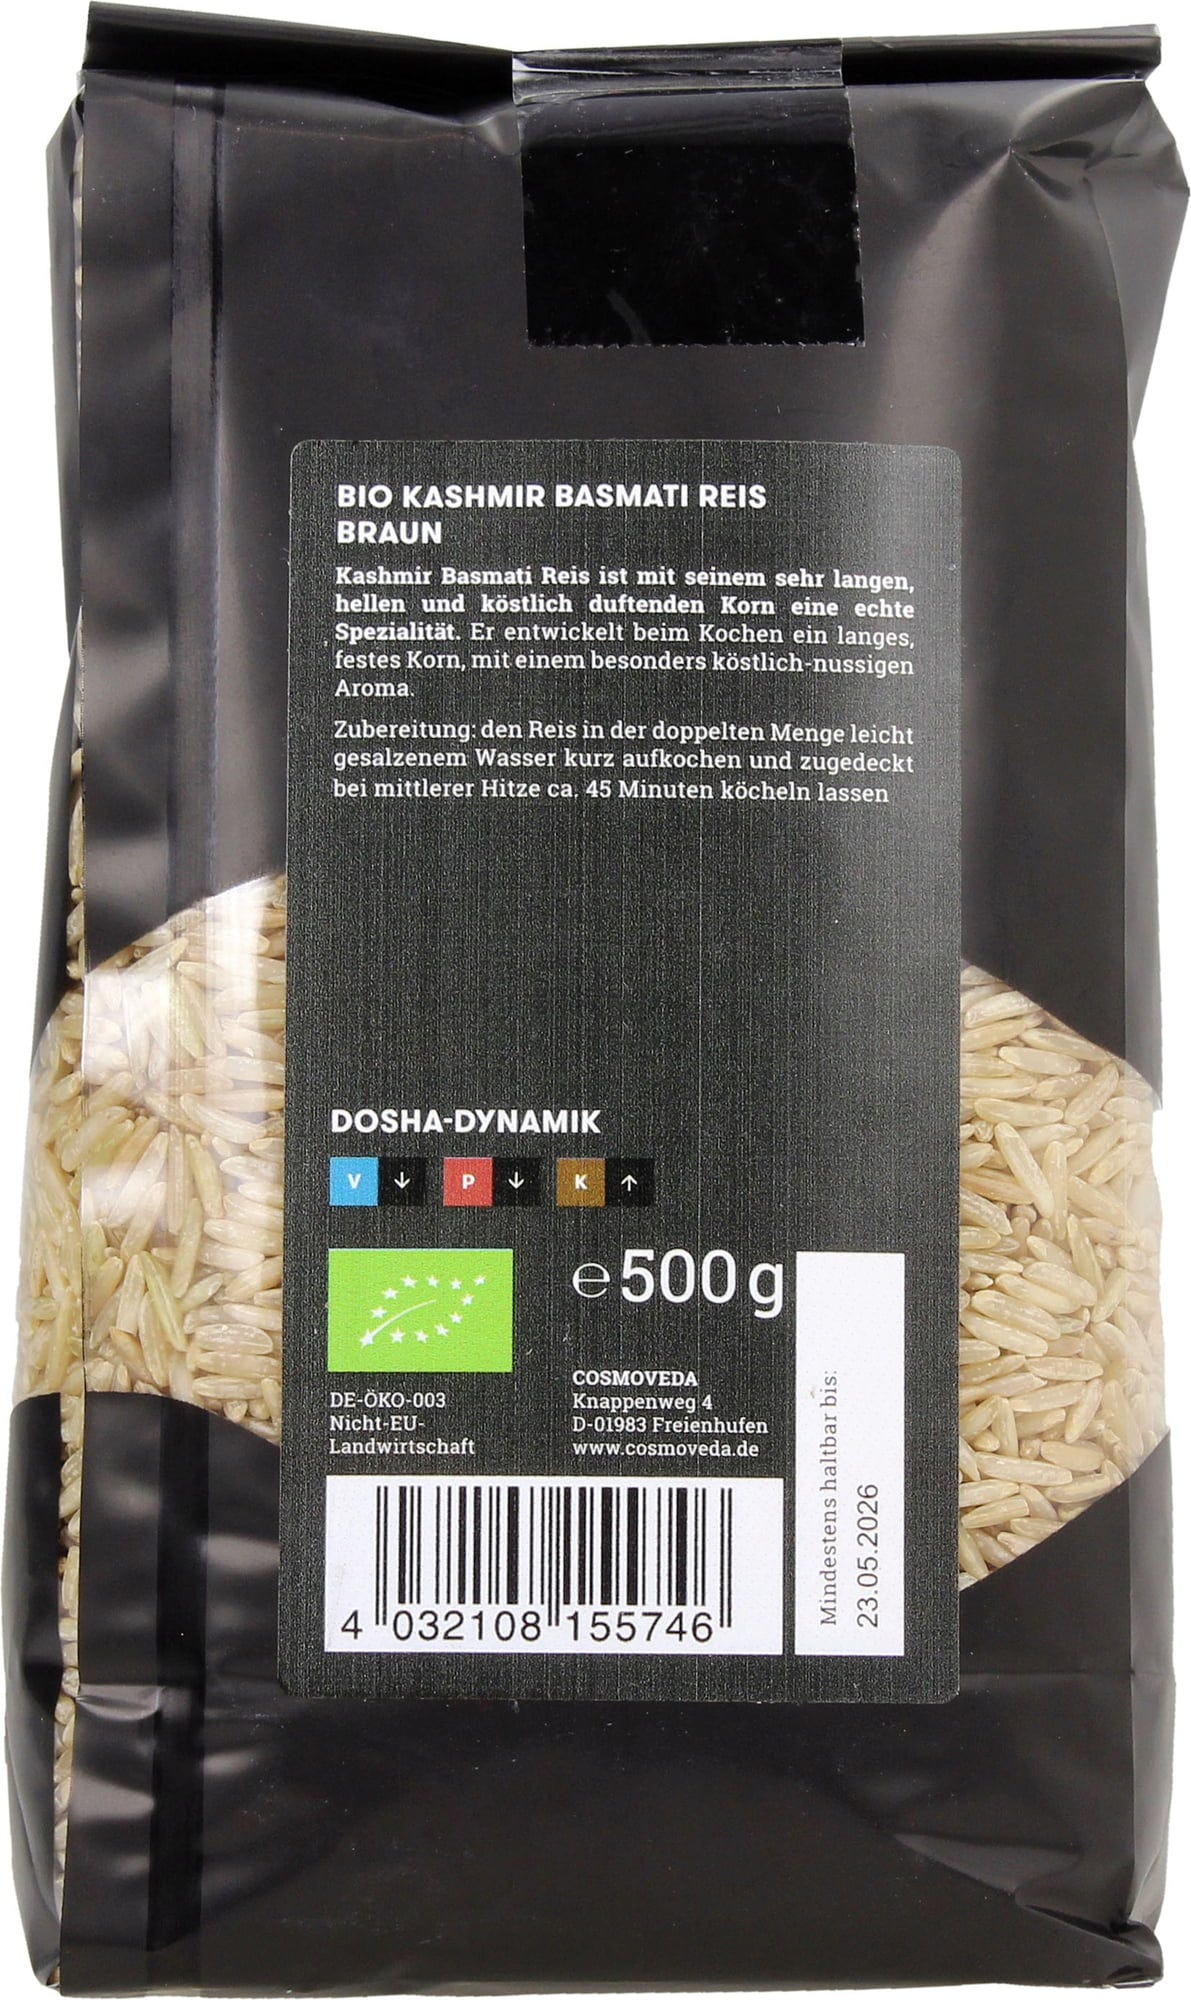 BIO KASHMIR BASMATI REIS
BRAUN
Kashmir Basmati Reis ist mit seinem sehr langen,
hellen und köstlich duftenden Korn eine echte
Spezialität. Er entwickelt beim Kochen ein langes,
festes Korn, mit einem besonders köstlich-nussigen
Aroma.
Zubereitung: den Reis in der doppelten Menge leicht
gesalzenem Wasser kurz aufkochen und zugedeckt
bei mittlerer Hitze ca. 45 Minuten köcheln lassen
DOSHA-DYNAMIK
V ↓ P ↓ K ↑
℮ 500 g
DE-ÖKO-003
Nicht-EU-
Landwirtschaft
COSMOVEDA
Knappenweg 4
D-01983 Freienhufen
www.cosmoveda.de
4 032108 155746
Mindestens haltbar bis:
23.05.2026